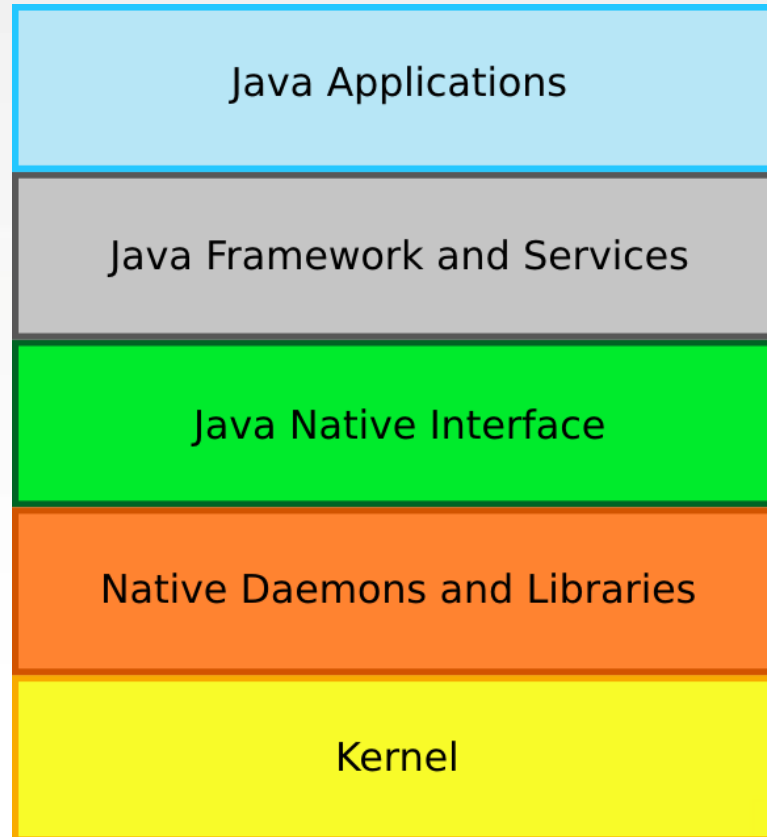 Java Applications
Java Framework and Services
Java Native Interface
Native Daemons and Libraries
Kernel